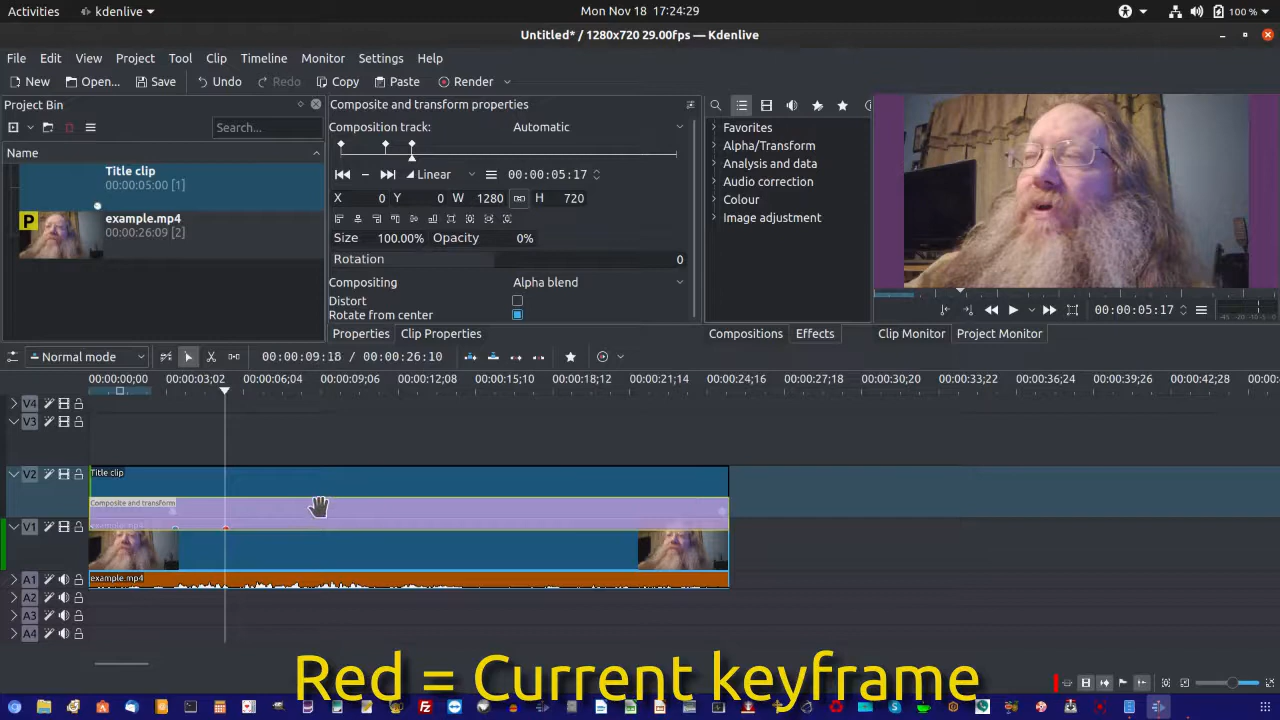 Activities
kdenlive
Mon Nov 18 17:24:29
100 %
Untitled* / 1280x720 29.00fps — Kdenlive
File Edit View Project Tool Clip Timeline Monitor Settings Help
New Open... Save Undo Redo Copy Paste Render
Project Bin
Search...
Name
Title clip
00:00:05:00 [1]
P
example.mp4
00:00:26:09 [2]
Composite and transform properties
Composition track: Automatic
Linear 00:00:05:17
X 0 Y 0 W 1280 H 720
Size 100.00% Opacity 0%
Rotation 0
Compositing Alpha blend
Distort
Rotate from center
Properties Clip Properties
Favorites
Alpha/Transform
Analysis and data
Audio correction
Colour
Image adjustment
Compositions Effects
00:00:05:17
Clip Monitor Project Monitor
Normal mode 00:00:09:18 / 00:00:26:10
00:00:00;00 00:00:03;02 00:00:06;04 00:00:09;06 00:00:12;08 00:00:15;10 00:00:18;12 00:00:21;14 00:00:24;16 00:00:27;18 00:00:30;20 00:00:33;22 00:00:36;24 00:00:39;26 00:00:42;28 00:00:
V4
V3
V2 Title clip
Composite and transform
V1 example.mp4
A1 example.mp4
A2
A3
A4
Red = Current keyframe